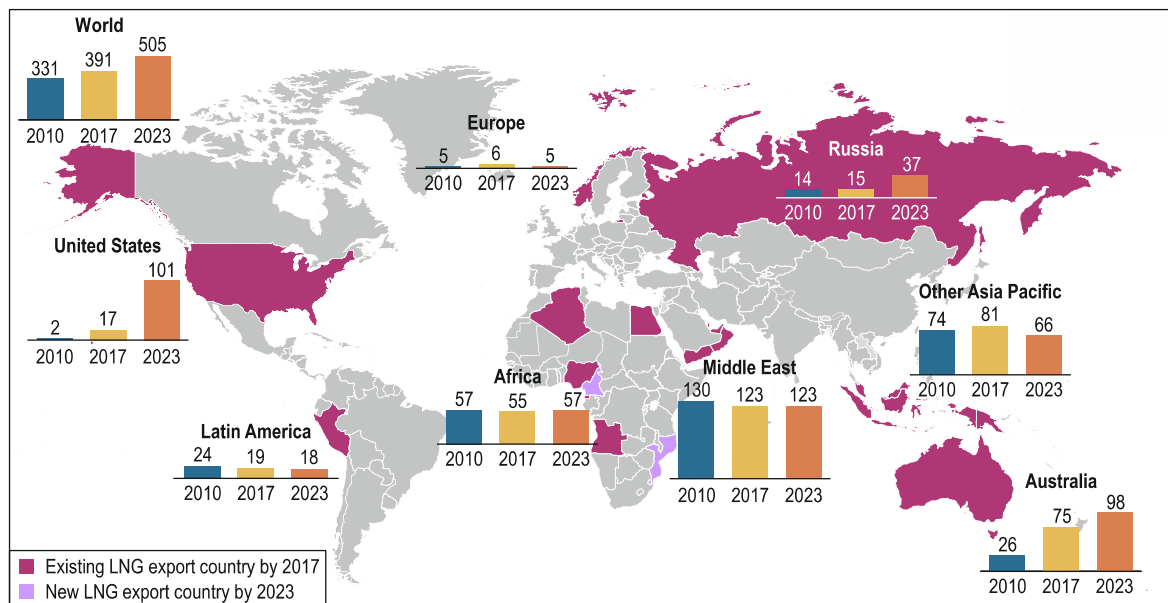 World
331 391 505
2010 2017 2023
Europe
5 6 5
2010 2017 2023
Russia
14 15 37
2010 2017 2023
United States
2 17 101
2010 2017 2023
Other Asia Pacific
74 81 66
2010 2017 2023
Africa
57 55 57
2010 2017 2023
Middle East
130 123 123
2010 2017 2023
Latin America
24 19 18
2010 2017 2023
Australia
26 75 98
2010 2017 2023
Existing LNG export country by 2017
New LNG export country by 2023